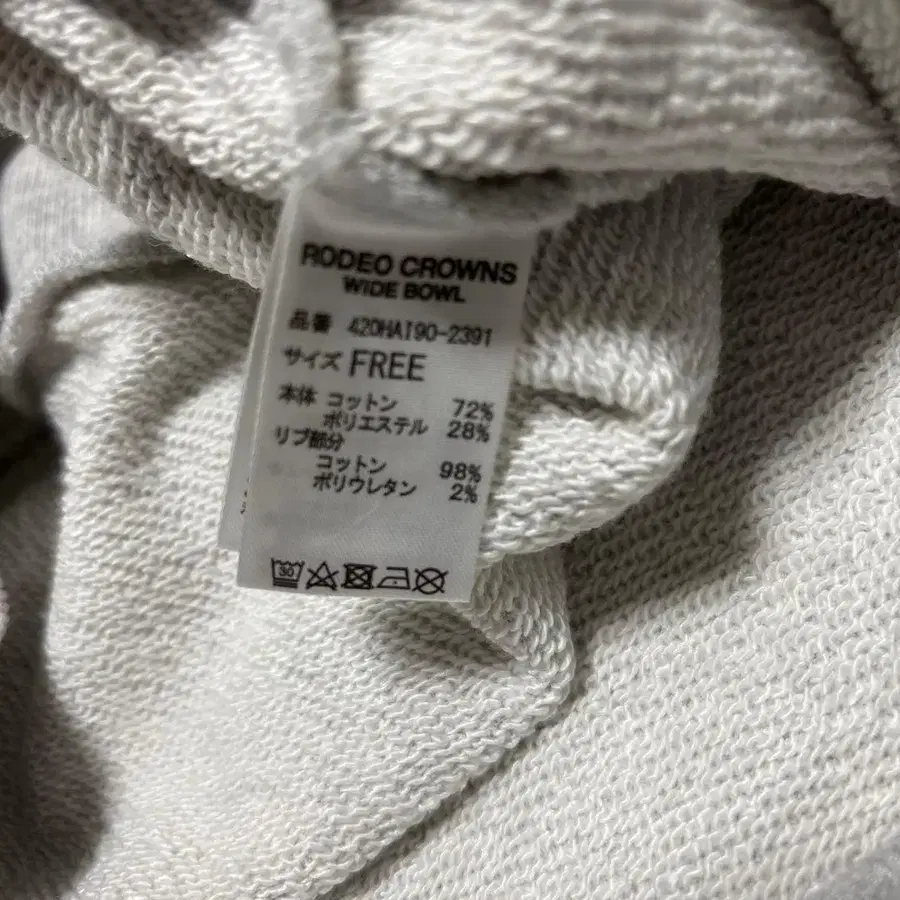 RODEO CROWNS
WIDE BOWL
品番 420HAI90-2391
サイズ FREE
本体 コットン 72%
ポリエステル 28%
リブ部分
コットン 98%
ポリウレタン 2%
30